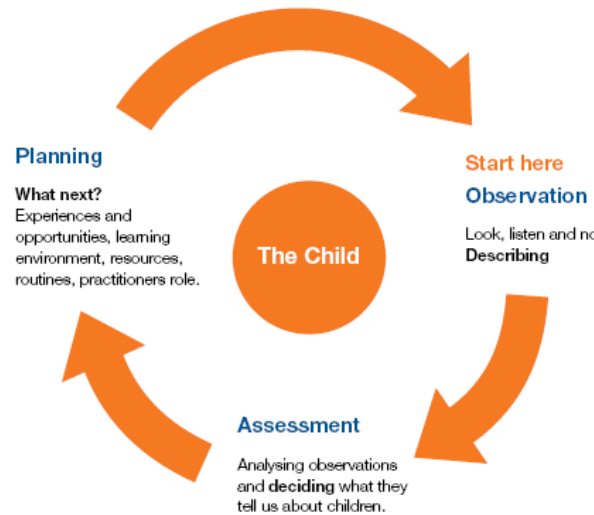 Planning
What next?
Experiences and
opportunities, learning
environment, resources,
routines, practitioners role.
The Child
Start here
Observation
Look, listen and
Describing
Assessment
Analysing observations
and deciding what they
tell us about children.